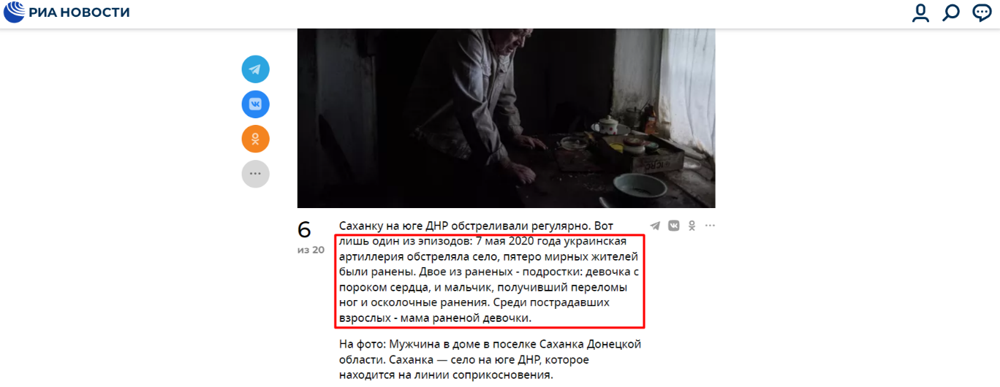 РИА НОВОСТИ
ICRC
6
из 20
Саханку на юге ДНР обстреливали регулярно. Вот
лишь один из эпизодов: 7 мая 2020 года украинская
артиллерия обстреляла село, пятеро мирных жителей
были ранены. Двое из раненых - подростки: девочка с
пороком сердца, и мальчик, получивший переломы
ног и осколочные ранения. Среди пострадавших
взрослых - мама раненой девочки.
На фото: Мужчина в доме в поселке Саханка Донецкой
области. Саханка — село на юге ДНР, которое
находится на линии соприкосновения.